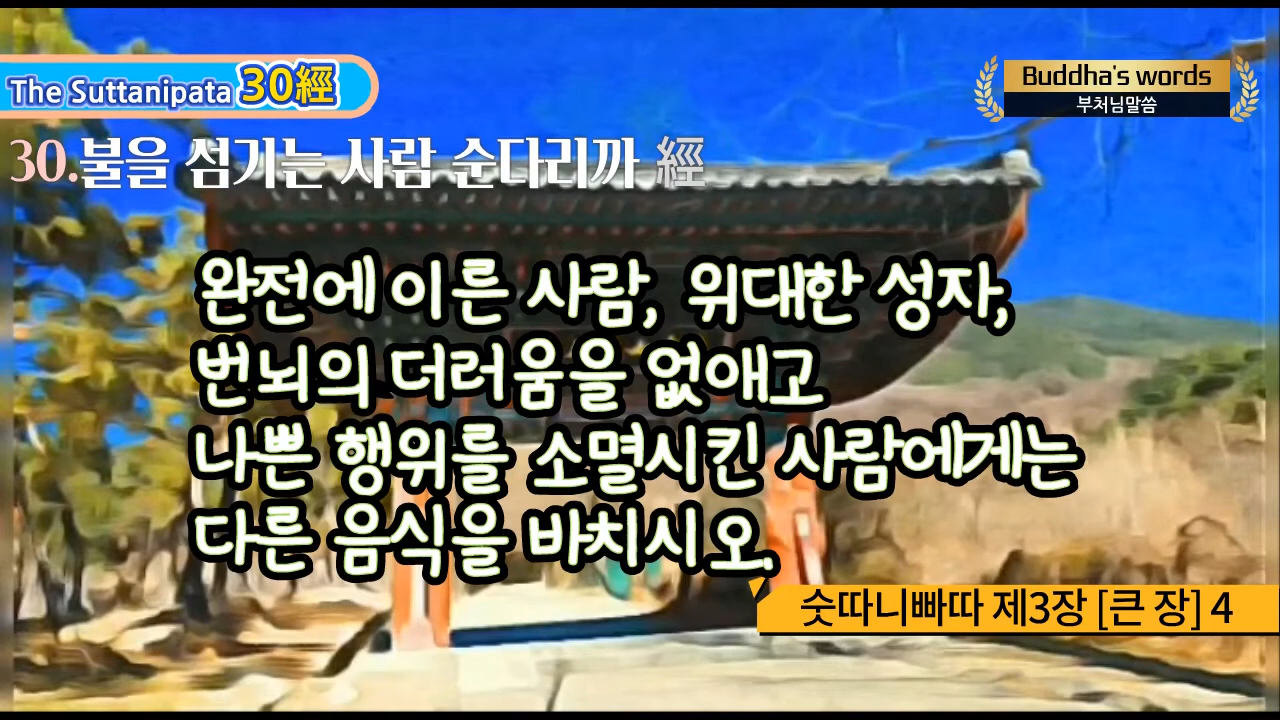 The Suttanipata 30經
Buddha's words
부처님말씀
30.불을 섬기는 사람 순다리까 經
완전에 이른 사람, 위대한 성자,
번뇌의 더러움을 없애고
나쁜 행위를 소멸시킨 사람에게는
다른 음식을 바치시오.
숫따니빠따 제3장 [큰 장] 4